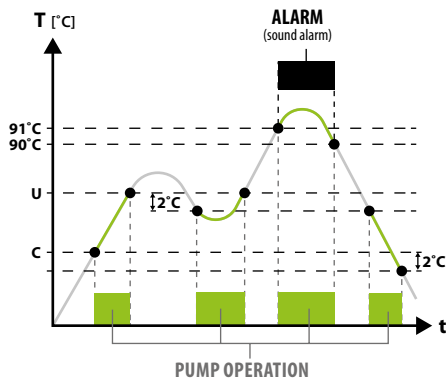 ALARM
(sound alarm)
T [˚C]
91˚C
90˚C
U
2˚C
C
2˚C
t
PUMP OPERATION